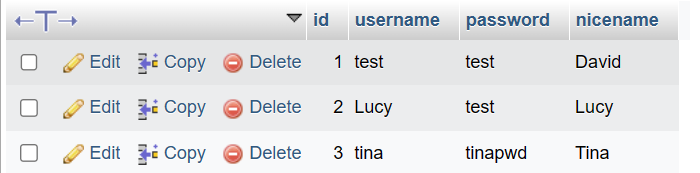 id username password nicename
Edit Copy Delete 1 test test David
Edit Copy Delete 2 Lucy test Lucy
Edit Copy Delete 3 tina tinapwd Tina